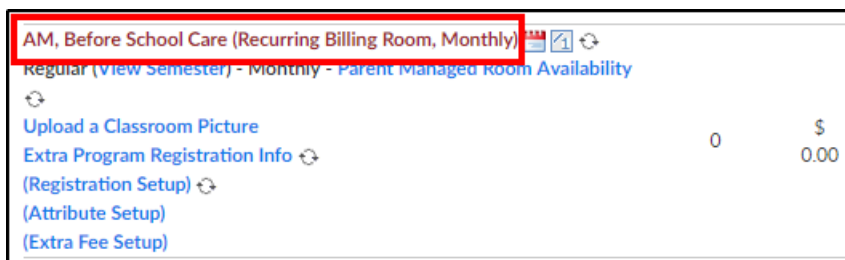 AM, Before School Care (Recurring Billing Room, Monthly)
Regular (View Semester) - Monthly - Parent Managed Room Availability
Upload a Classroom Picture
Extra Program Registration Info
(Registration Setup)
(Attribute Setup)
(Extra Fee Setup)
0
$
0.00